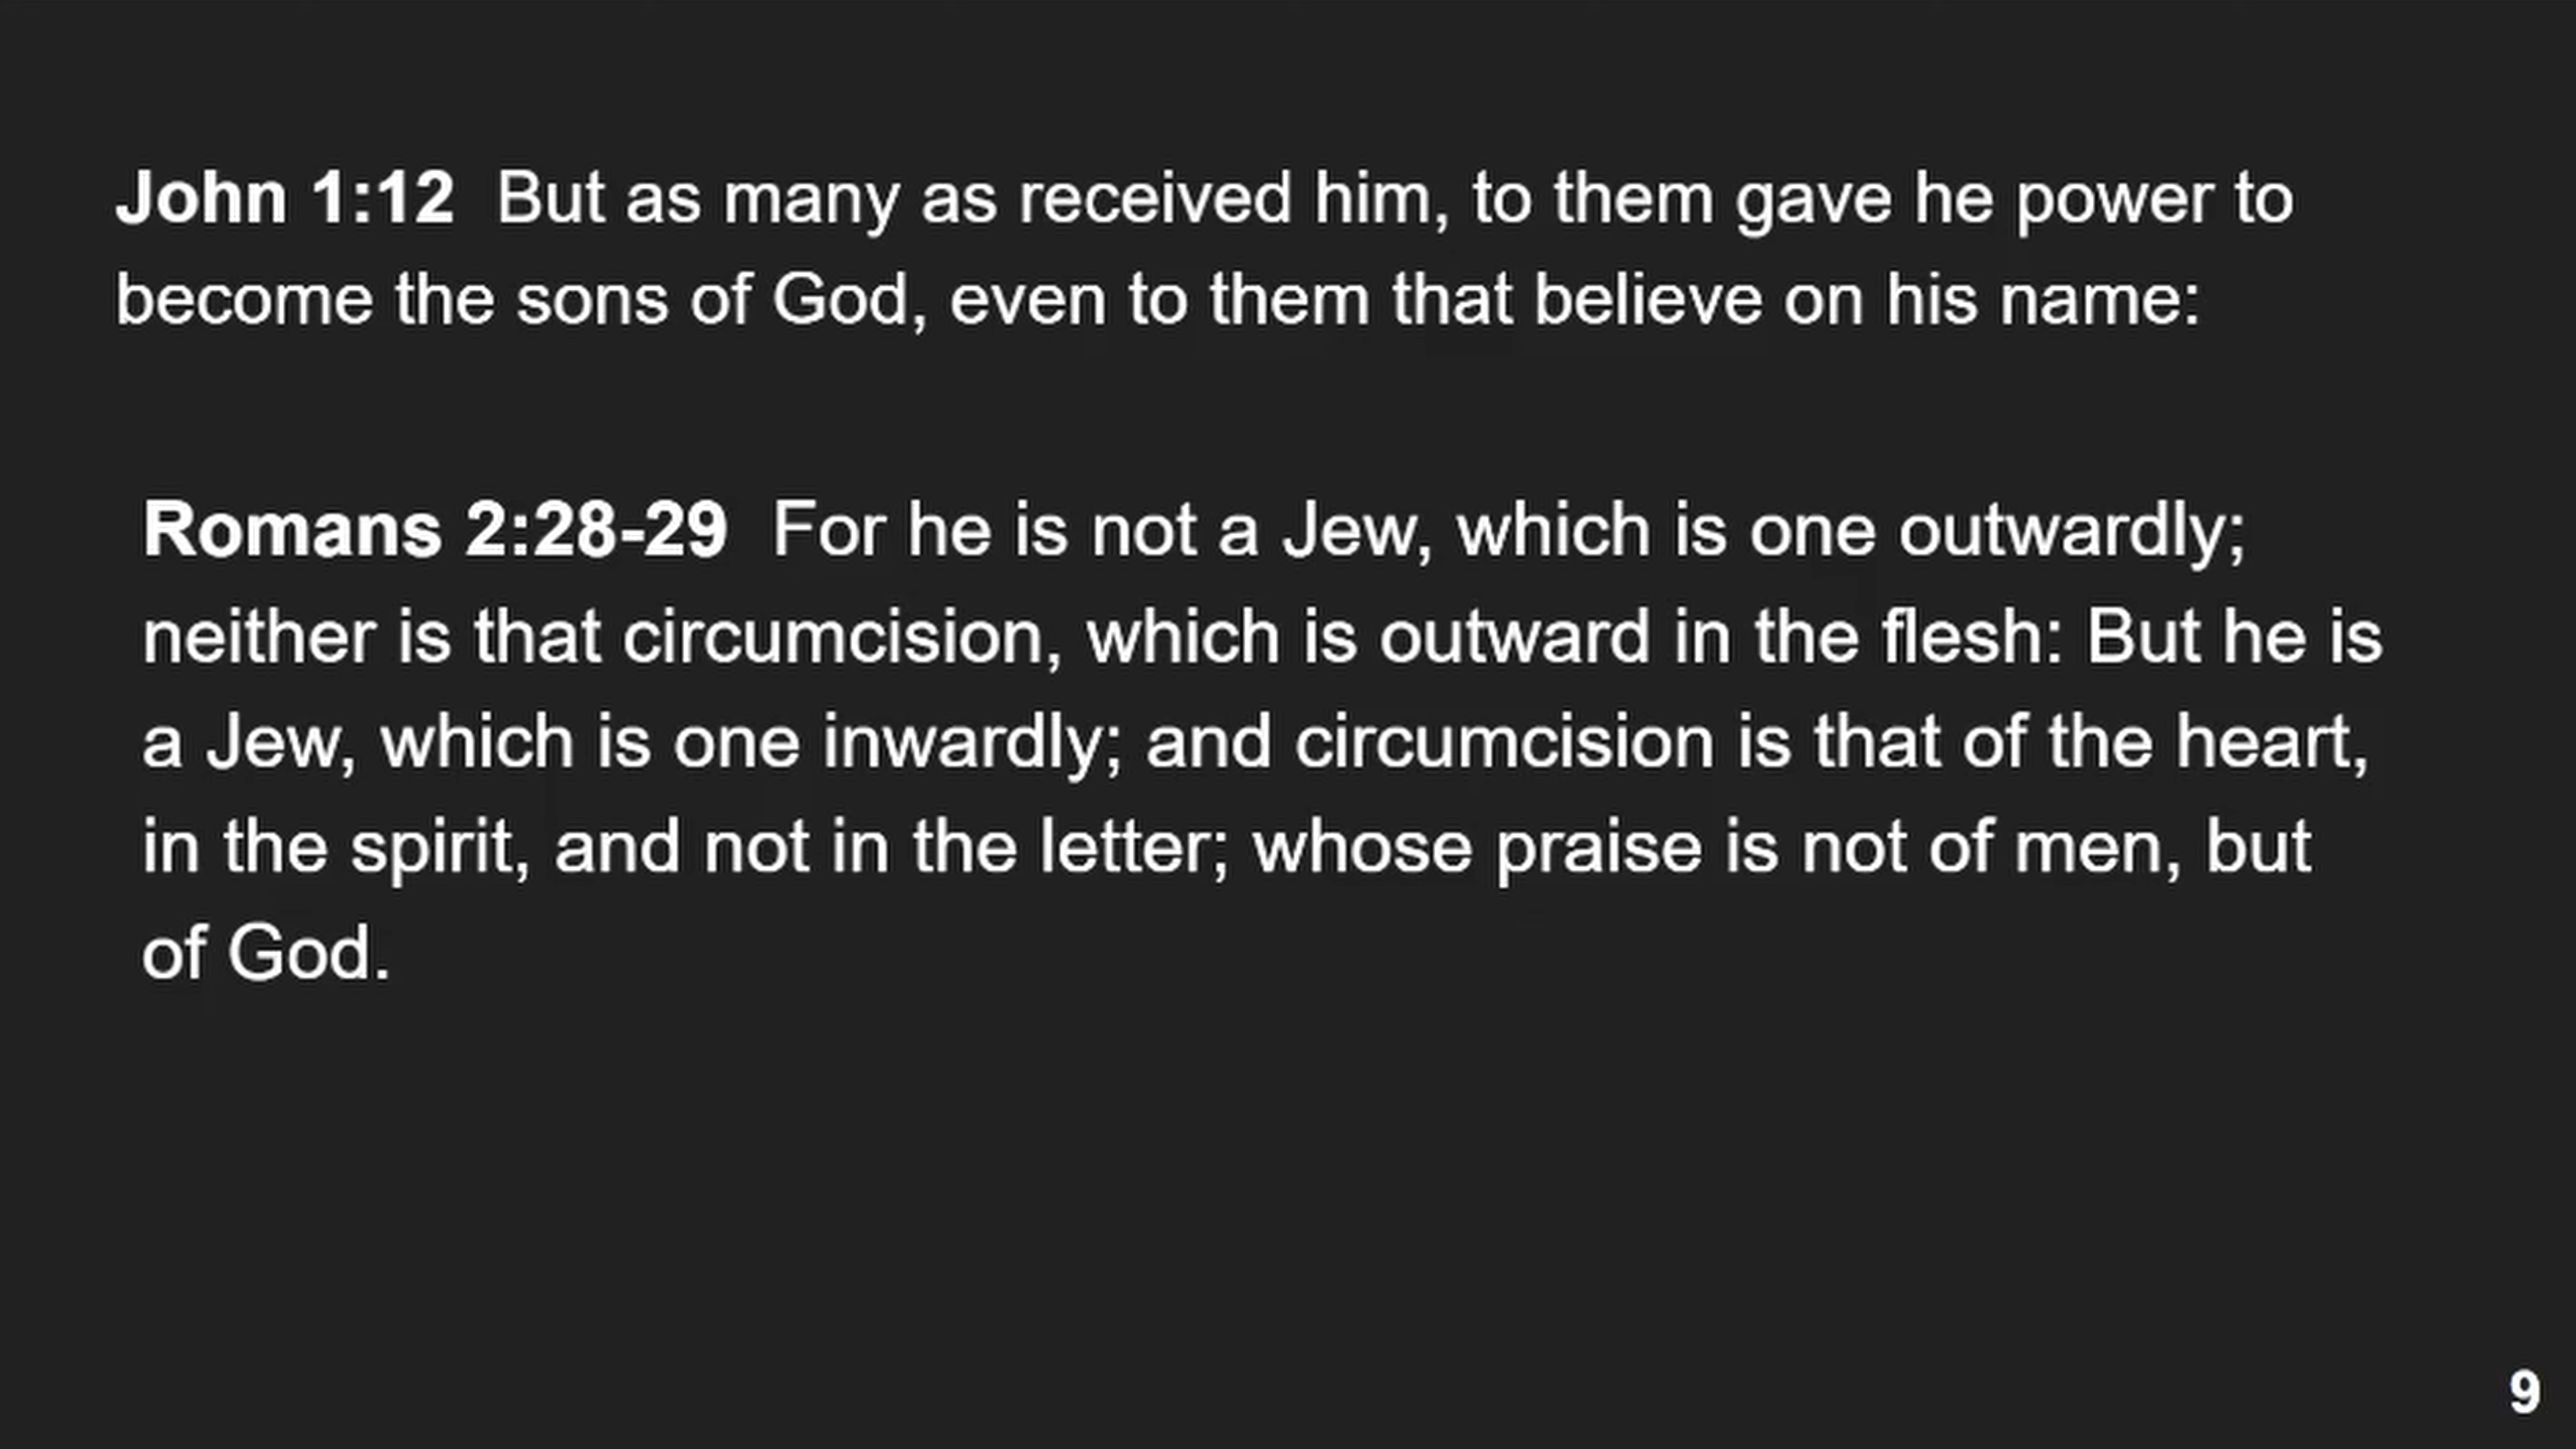 John 1:12  But as many as received him, to them gave he power to
become the sons of God, even to them that believe on his name:
Romans 2:28-29  For he is not a Jew, which is one outwardly;
neither is that circumcision, which is outward in the flesh: But he is
a Jew, which is one inwardly; and circumcision is that of the heart,
in the spirit, and not in the letter; whose praise is not of men, but
of God.
9